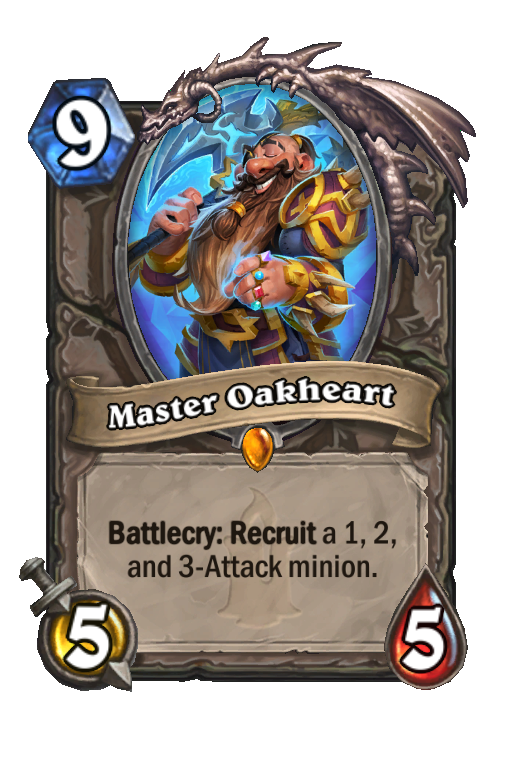 9
Master Oakheart
Battlecry: Recruit a 1, 2,
and 3-Attack minion.
5
5